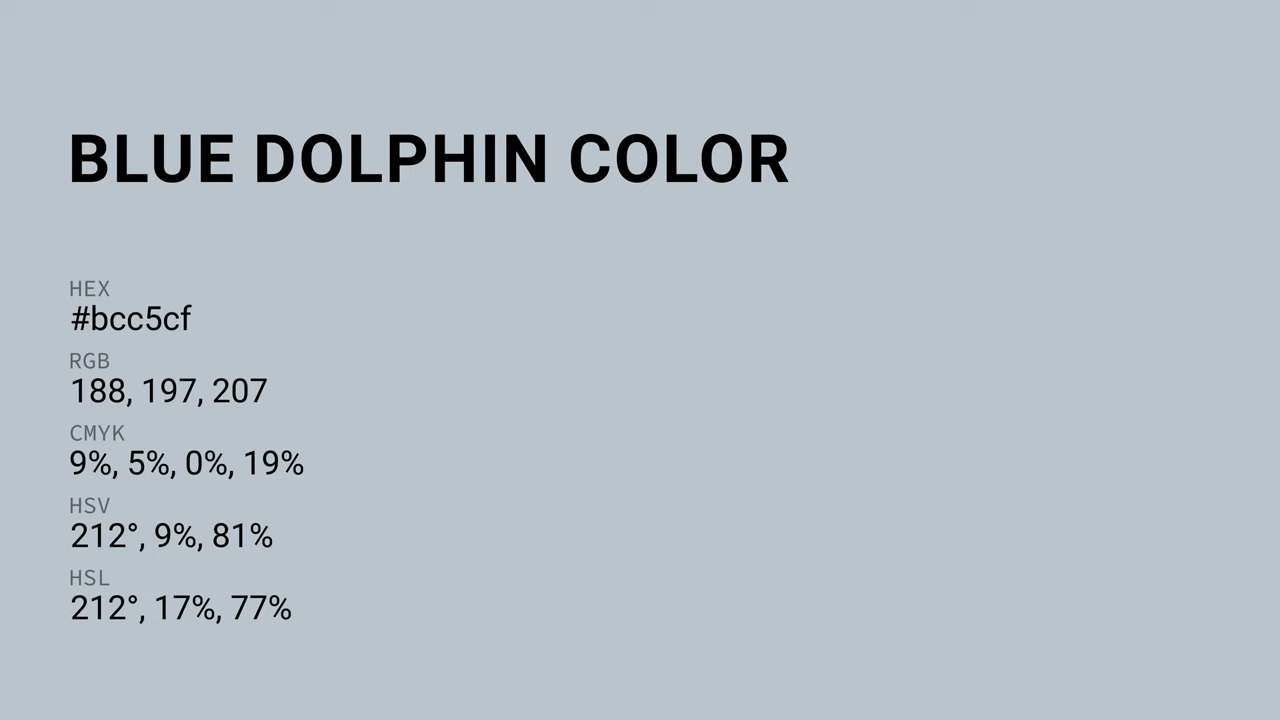 BLUE DOLPHIN COLOR
HEX
#bcc5cf
RGB
188, 197, 207
CMYK
9%, 5%, 0%, 19%
HSV
212°, 9%, 81%
HSL
212°, 17%, 77%